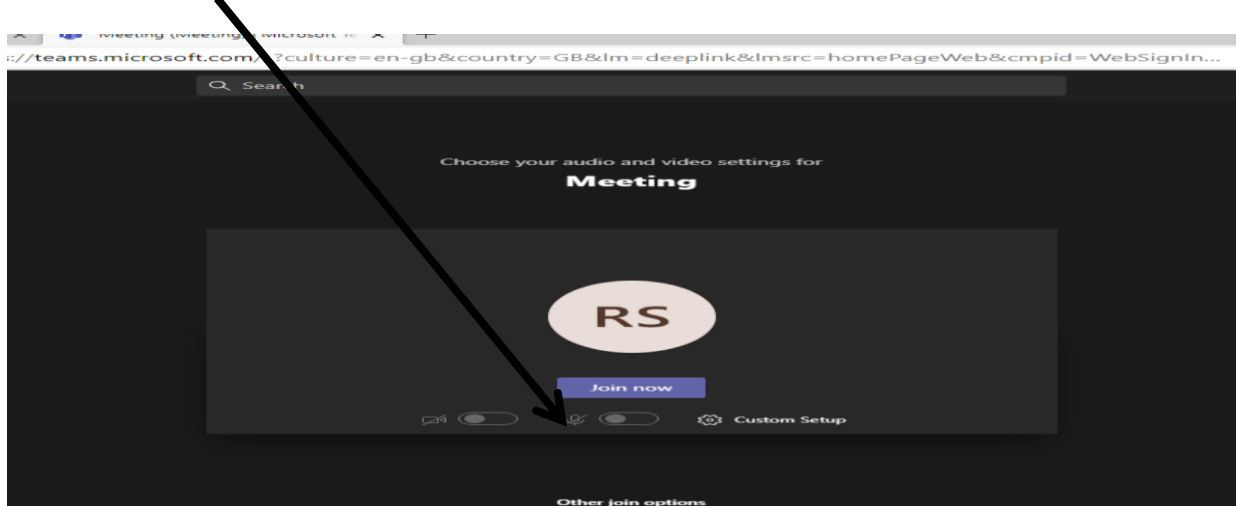 Meeting (Meeting) Microsoft Te
://teams.microsoft.com/ ?culture=en-gb&country=GB&lm=deeplink&lmsrc=homePageWeb&cmpid=WebSignIn...
Search
Choose your audio and video settings for
Meeting
RS
Join now
Custom Setup
Other join options